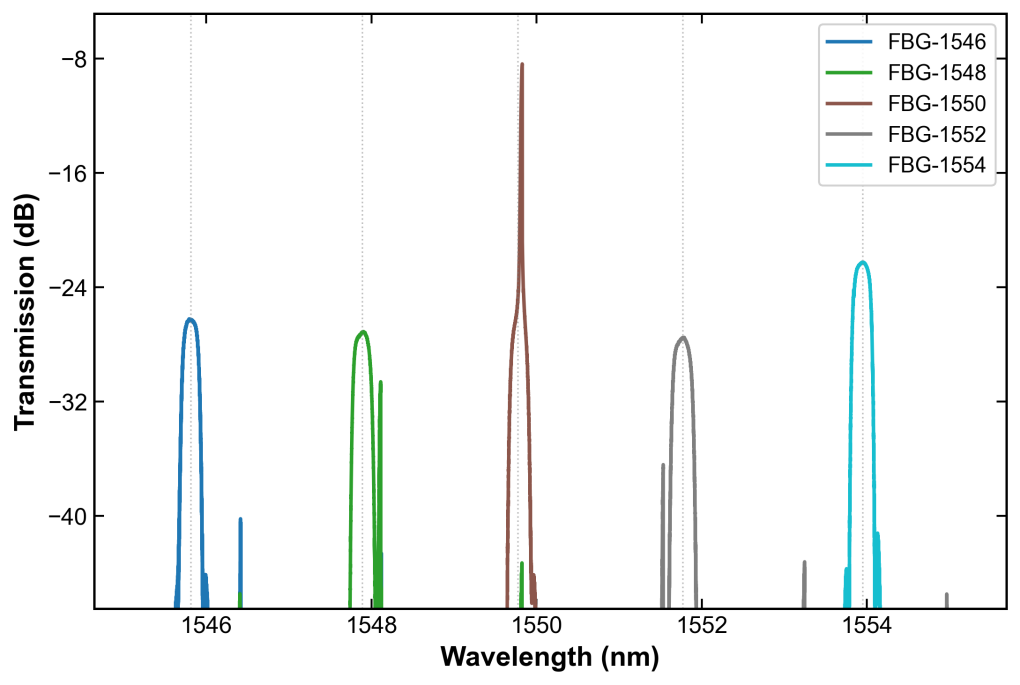 FBG-1546
FBG-1548
FBG-1550
FBG-1552
FBG-1554
Transmission (dB)
−8
−16
−24
−32
−40
1546 1548 1550 1552 1554
Wavelength (nm)